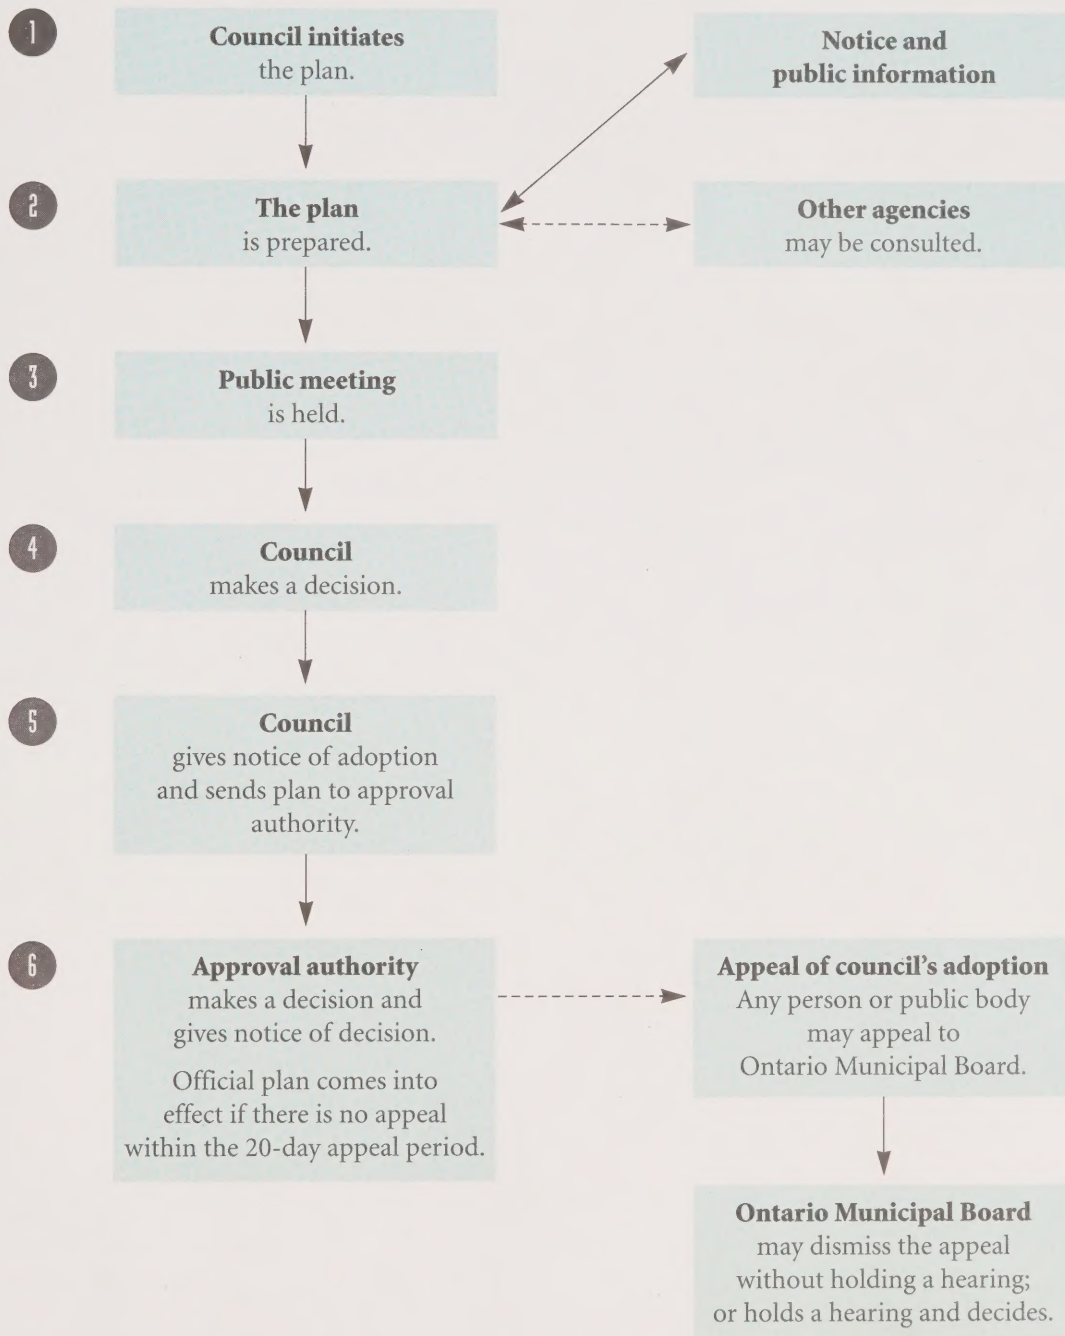 1
Council initiates
the plan.
Notice and
public information
2
The plan
is prepared.
Other agencies
may be consulted.
3
Public meeting
is held.
4
Council
makes a decision.
5
Council
gives notice of adoption
and sends plan to approval
authority.
6
Approval authority
makes a decision and
gives notice of decision.
Official plan comes into
effect if there is no appeal
within the 20-day appeal period.
Appeal of council's adoption
Any person or public body
may appeal to
Ontario Municipal Board.
Ontario Municipal Board
may dismiss the appeal
without holding a hearing;
or holds a hearing and decides.